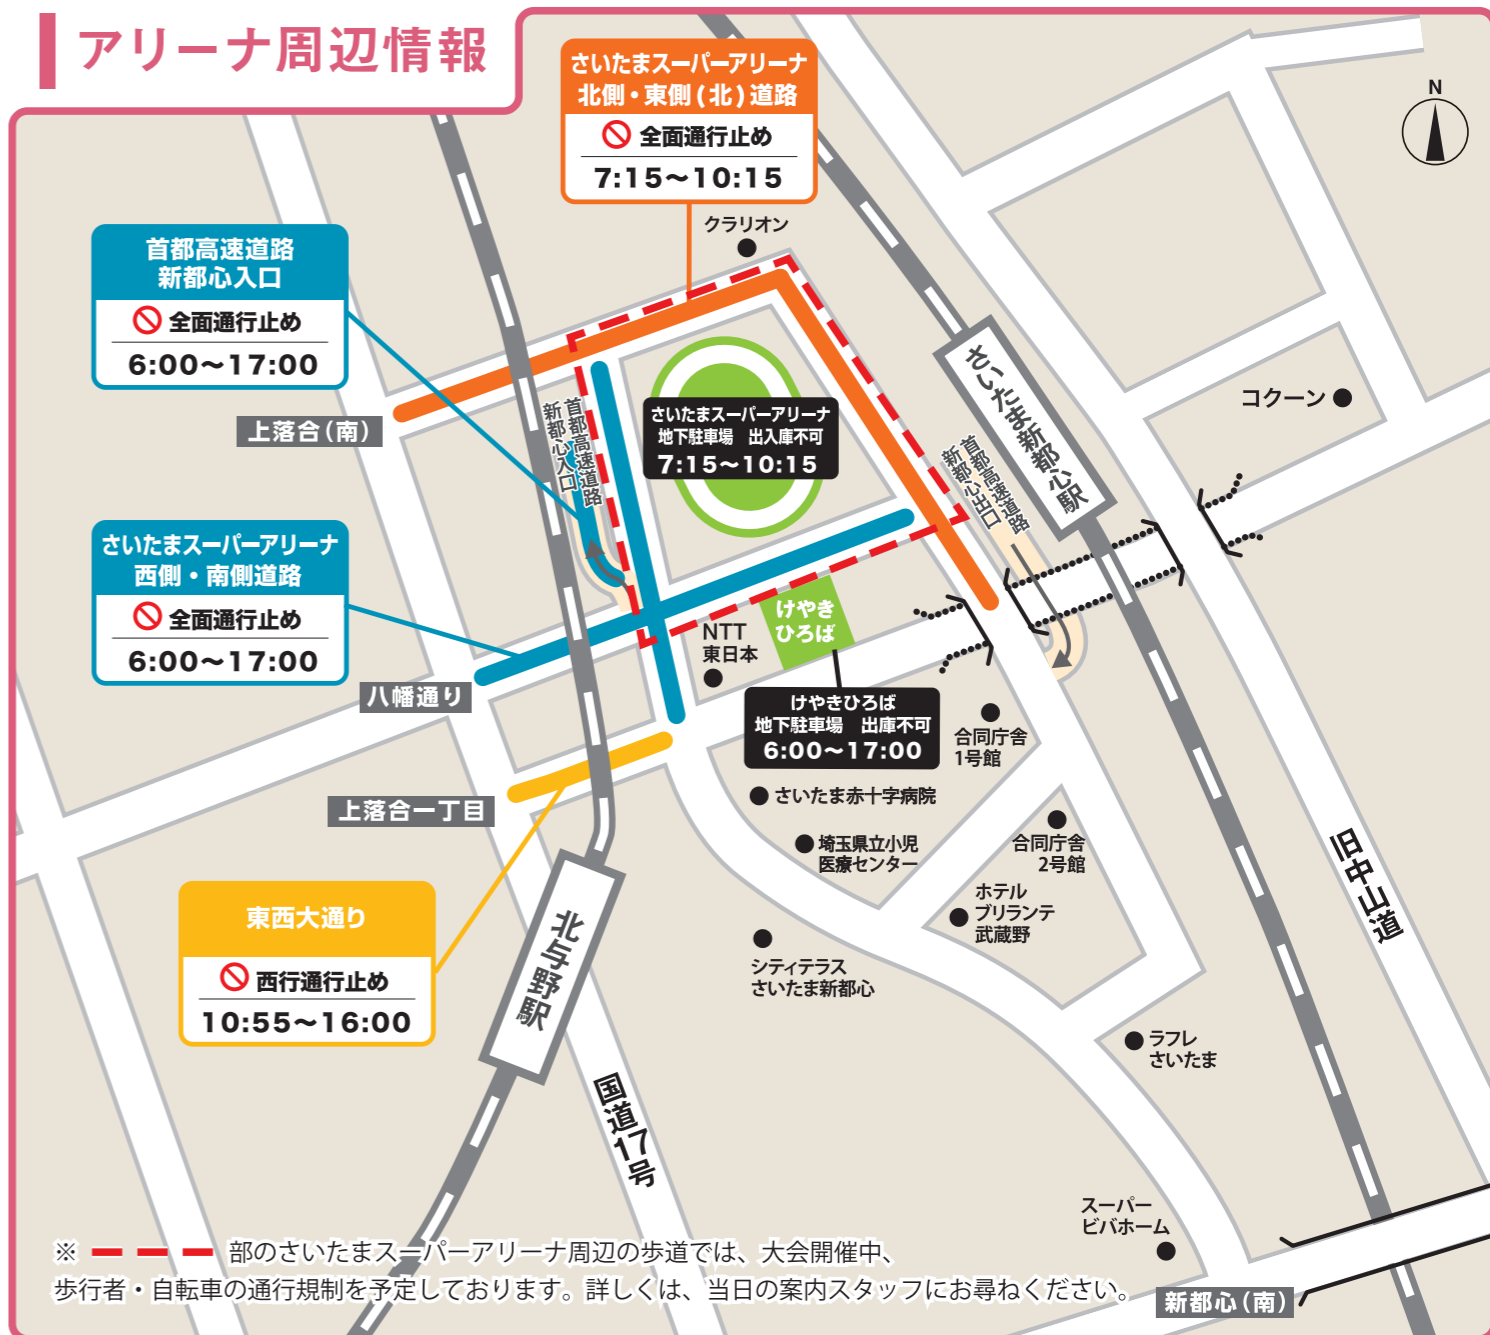 アリーナ周辺情報
さいたまスーパーアリーナ
北側・東側(北)道路
全面通行止め
7:15〜10:15
N
クラリオン
首都高速道路
新都心入口
全面通行止め
6:00〜17:00
上落合(南)
首都高速道路
新都心入口
さいたまスーパーアリーナ
地下駐車場 出入庫不可
7:15〜10:15
さいたま新都心駅
コクーン
首都高速道路
新都心出口
さいたまスーパーアリーナ
西側・南側道路
全面通行止め
6:00〜17:00
八幡通り
NTT
東日本
けやき
ひろば
けやきひろば
地下駐車場 出庫不可
6:00〜17:00
合同庁舎
1号館
上落合一丁目
さいたま赤十字病院
埼玉県立小児
医療センター
合同庁舎
2号館
ホテル
ブリランテ
武蔵野
旧中山道
東西大通り
西行通行止め
10:55〜16:00
北与野駅
シティテラス
さいたま新都心
ラフレ
さいたま
国道17号
スーパー
ビバホーム
※ 部のさいたまスーパーアリーナ周辺の歩道では、大会開催中、
歩行者・自転車の通行規制を予定しております。詳しくは、当日の案内スタッフにお尋ねください。
新都心(南)